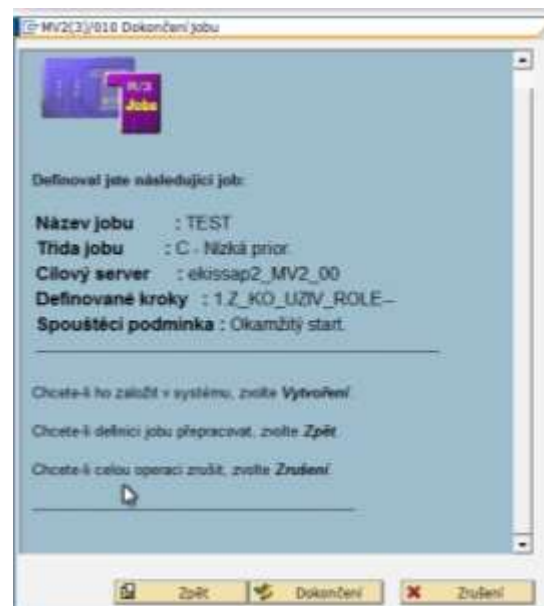 MV2(3)/010 Dokončení jobu
R/3
Jobs
Definoval jste následující job:
Název jobu : TEST
Třída jobu : C - Nízká prior.
Cílový server : ekissap2_MV2_00
Definované kroky : 1 Z_KO_UZIV_ROLE--
Spouštěcí podmínka : Okamžitý start.
Chcete-li ho založit v systému, zvolte Vytvoření.
Chcete-li definici jobu přepracovat, zvolte Zpět.
Chcete-li celou operaci zrušit, zvolte Zrušení.
Zpět Dokončení Zrušení